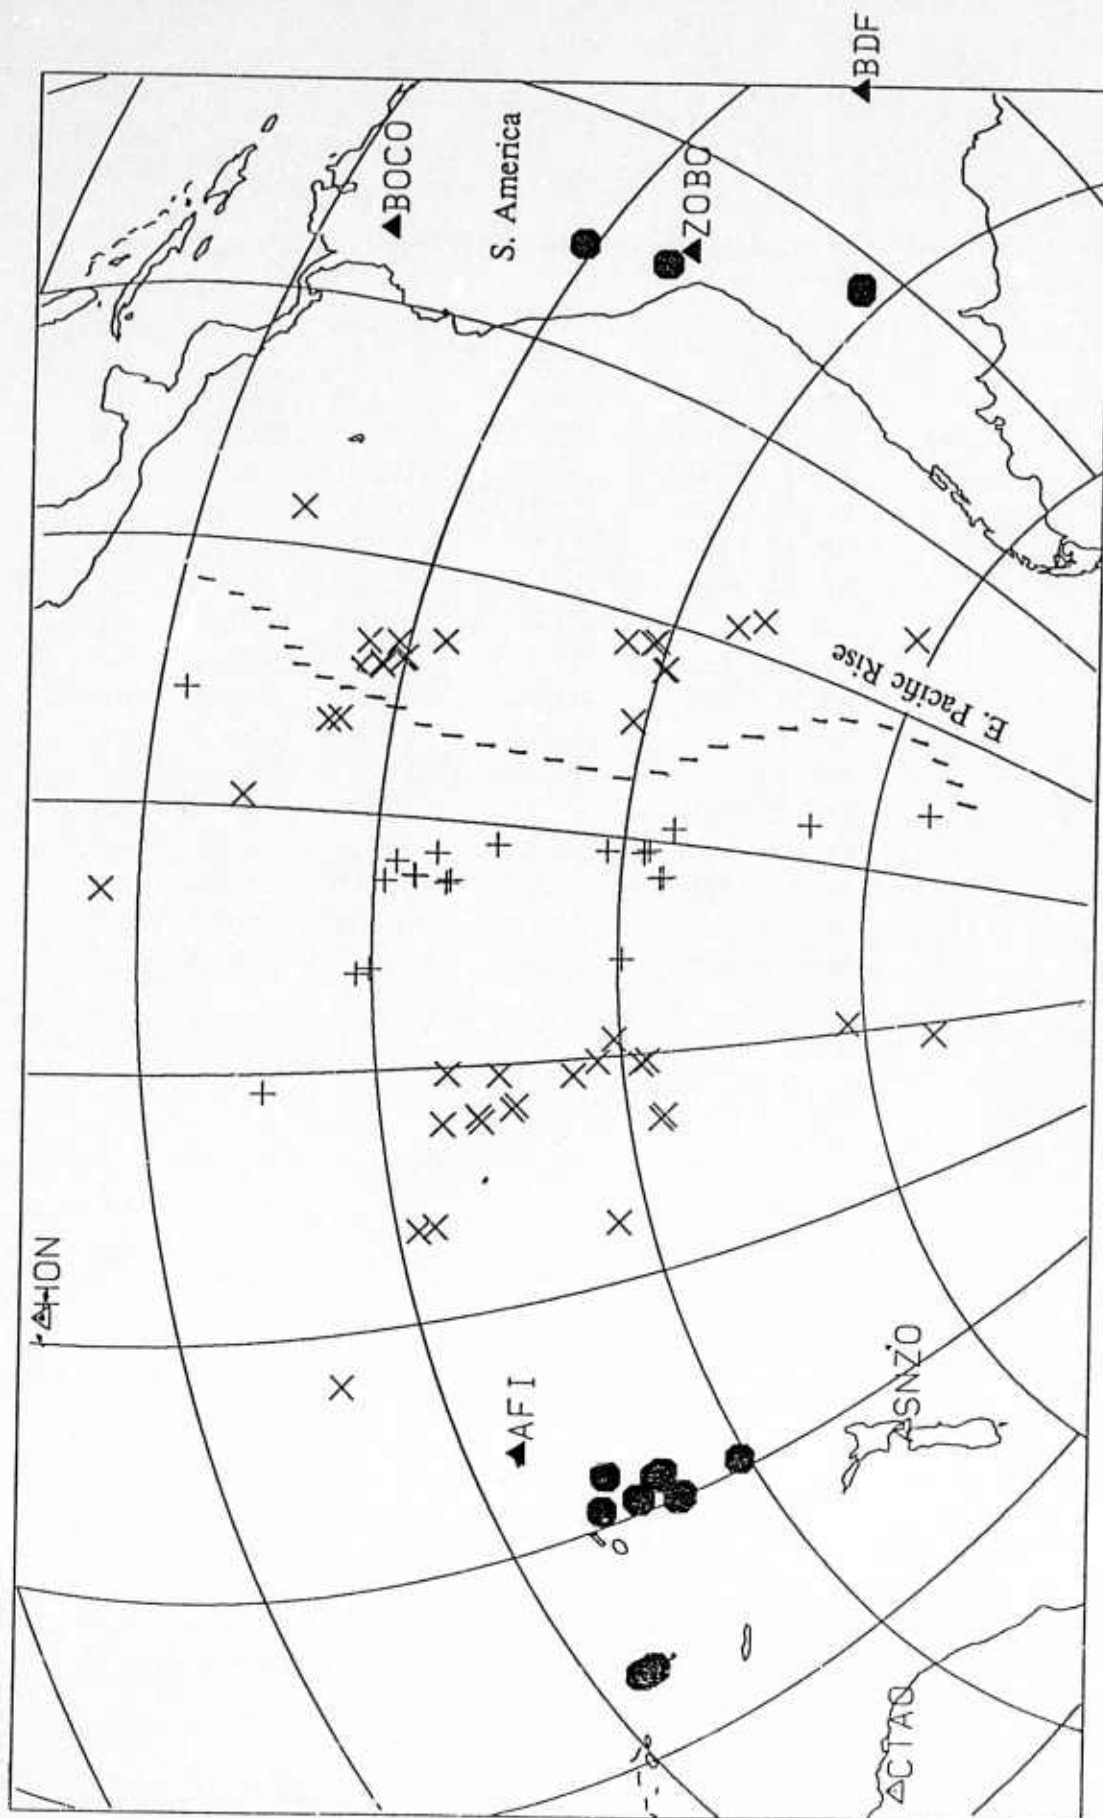 BDF
BOCO
S. America
ZOBO
E. Pacific Rise
HON
AFI
SNZO
CTAO